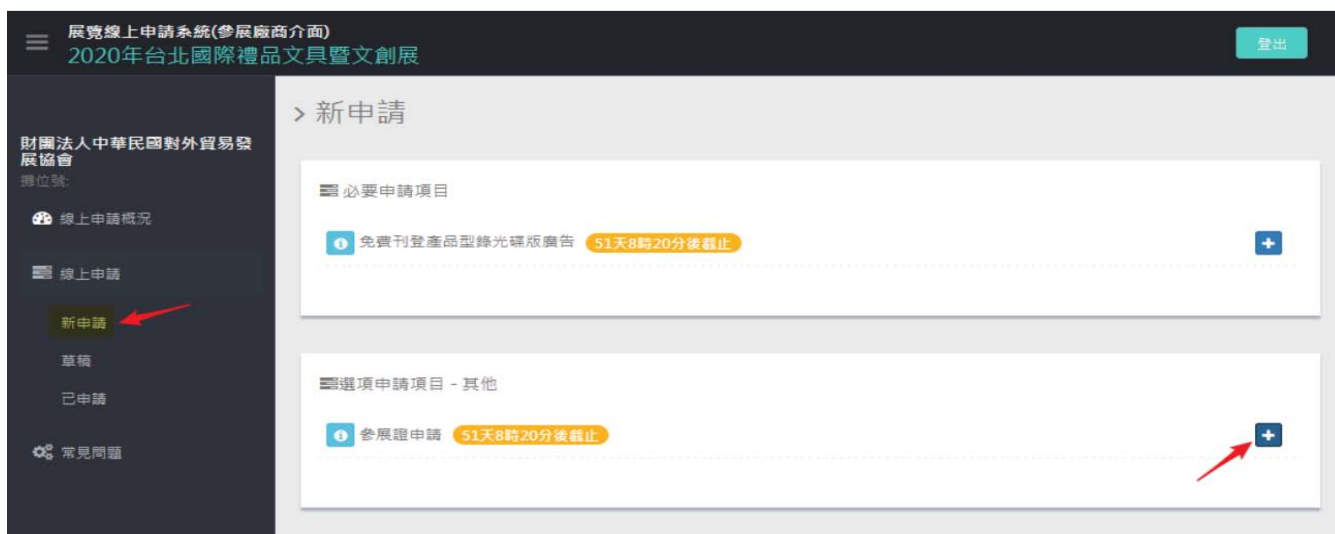 展覽線上申請系統(參展廠商介面)
2020年台北國際禮品文具暨文創展
登出
財團法人中華民國對外貿易發
展協會
攤位號:
線上申請概況
線上申請
新申請
草稿
已申請
常見問題
> 新申請
必要申請項目
免費刊登產品型錄光碟版廣告 51天8時20分後截止
選項申請項目 - 其他
參展證申請 51天8時20分後截止